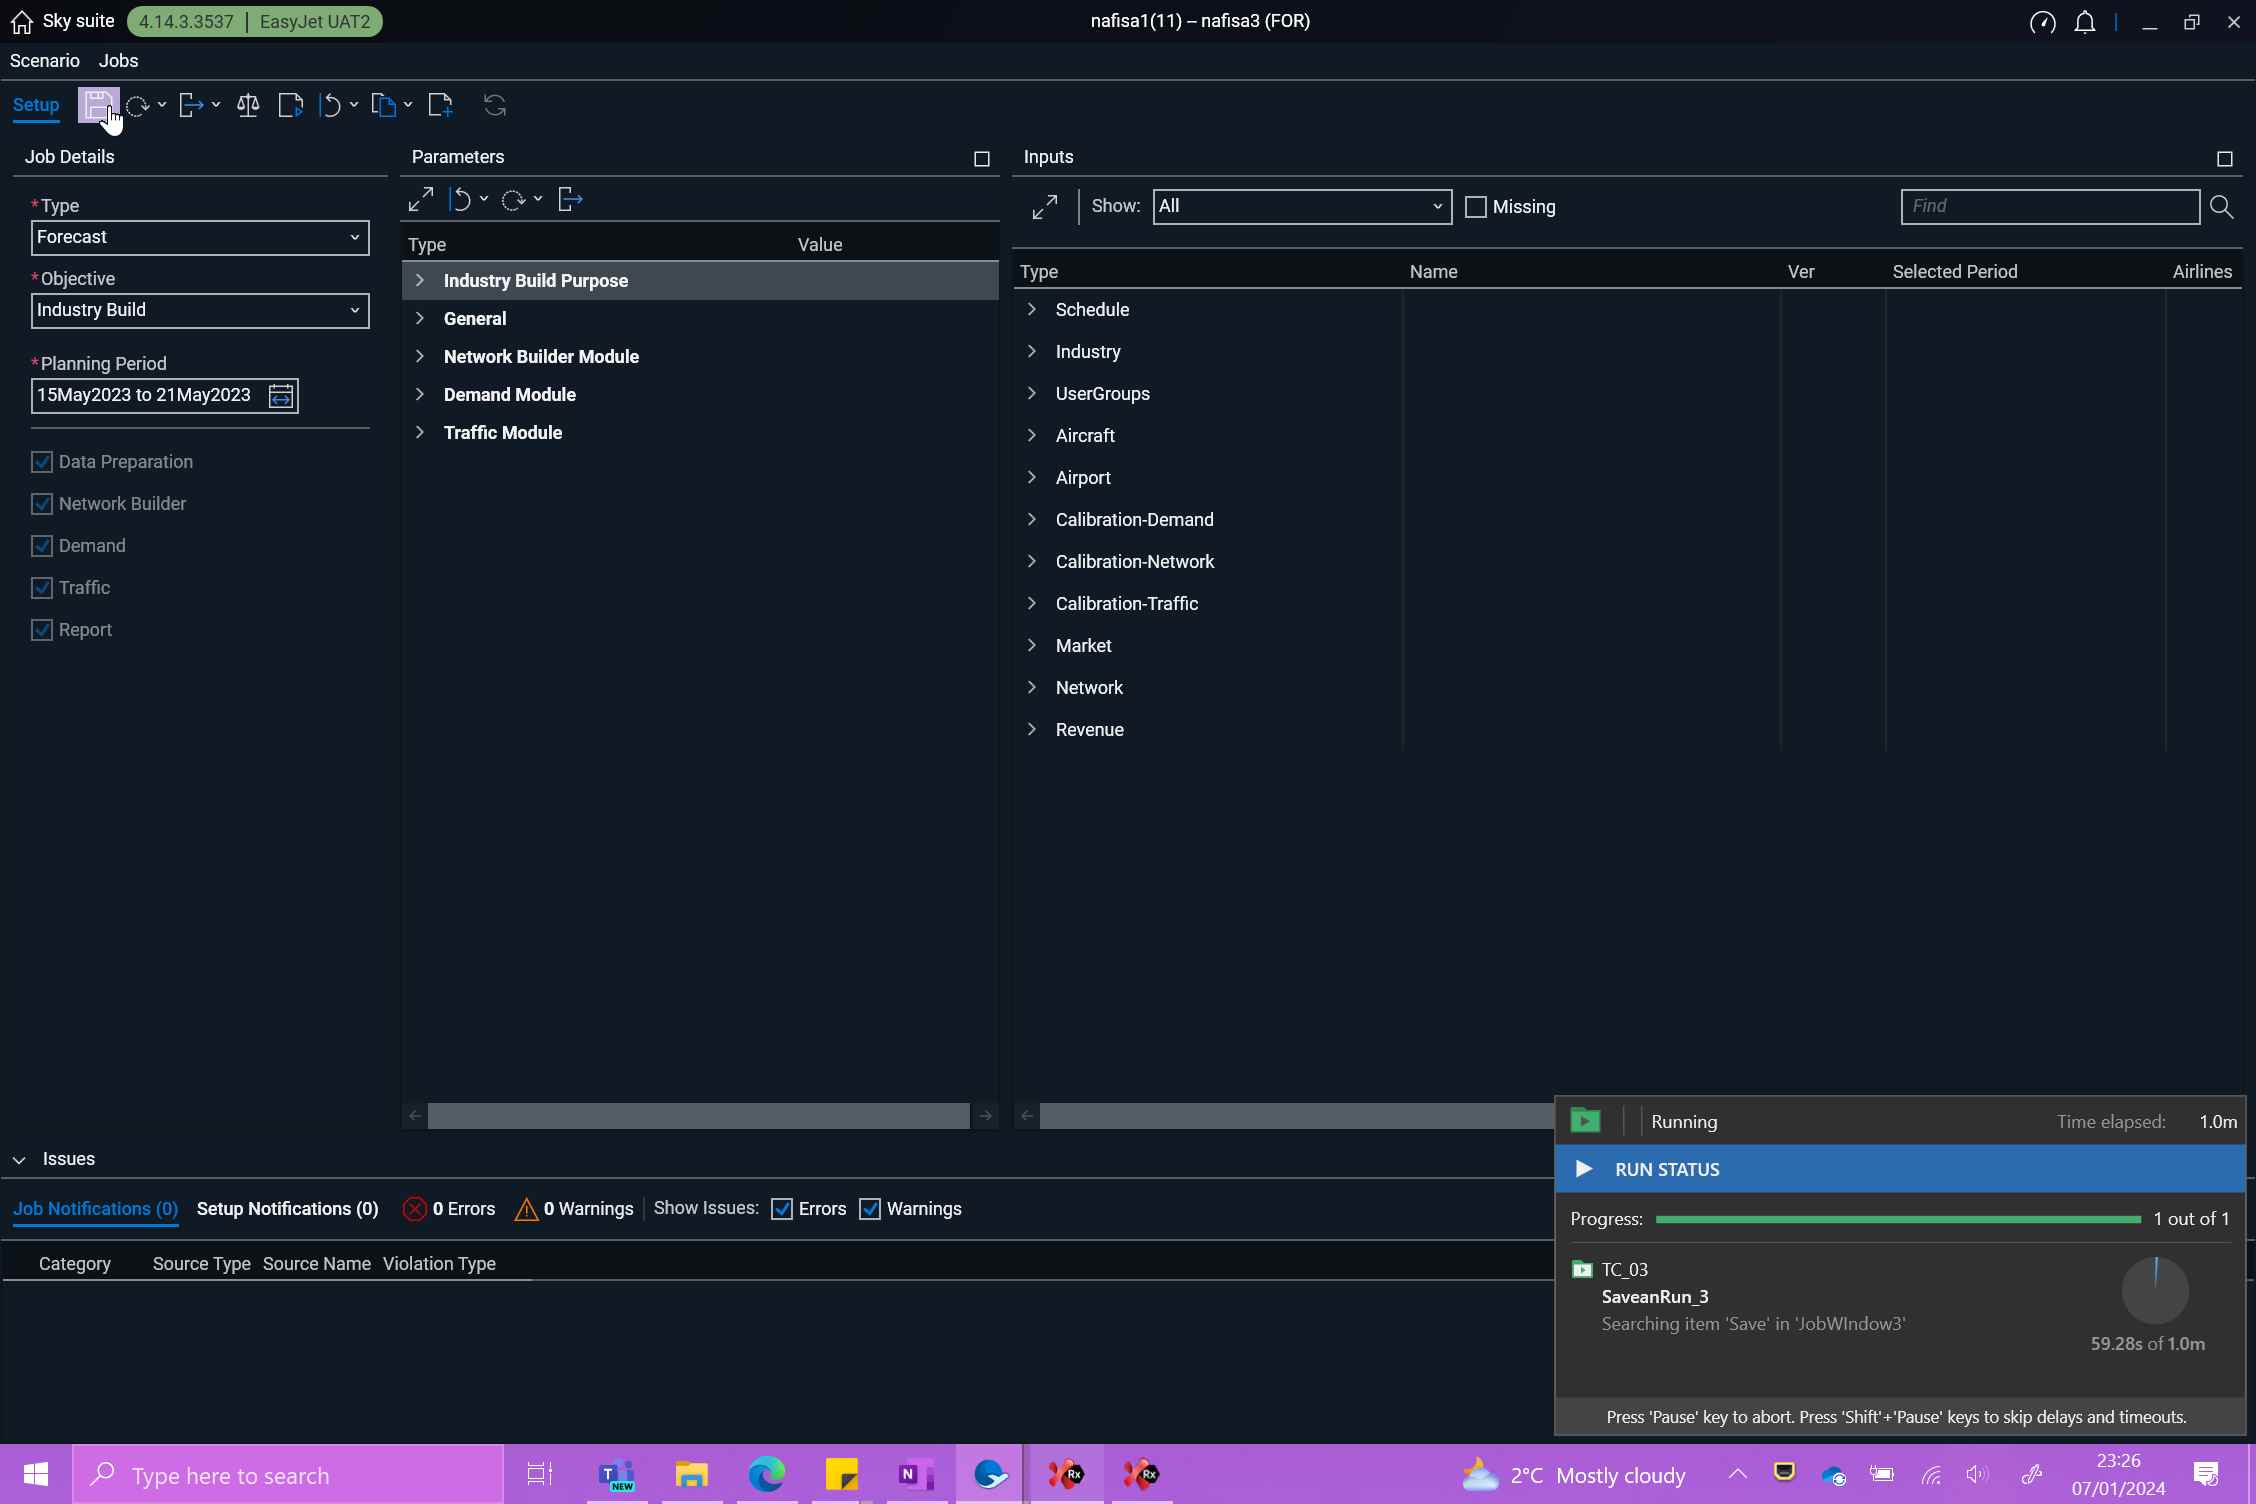 Sky suite 4.14.3.3537 | EasyJet UAT2 nafisa1(11) – nafisa3 (FOR)
Scenario Jobs
Setup
Job Details
*Type
Forecast
*Objective
Industry Build
*Planning Period
15May2023 to 21May2023
Data Preparation
Network Builder
Demand
Traffic
Report
Parameters
Type Value
Industry Build Purpose
General
Network Builder Module
Demand Module
Traffic Module
Inputs
Show: All Missing Find
Type Name Ver Selected Period Airlines
Schedule
Industry
UserGroups
Aircraft
Airport
Calibration-Demand
Calibration-Network
Calibration-Traffic
Market
Network
Revenue
Issues
Job Notifications (0) Setup Notifications (0) 0 Errors 0 Warnings Show Issues: Errors Warnings
Category Source Type Source Name Violation Type
Running Time elapsed: 1.0m
RUN STATUS
Progress: 1 out of 1
TC_03
SaveanRun_3
Searching item 'Save' in 'JobWIndow3'
59.28s of 1.0m
Press 'Pause' key to abort. Press 'Shift'+'Pause' keys to skip delays and timeouts.
Type here to search
T NEW
N
Rx
Rx
2°C Mostly cloudy
23:26
07/01/2024